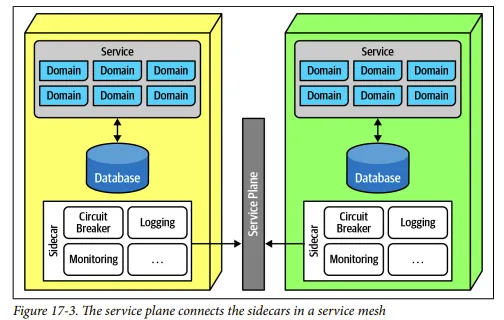 Service
Domain Domain Domain
Domain Domain Domain
Database
Sidecar
Circuit
Breaker
Logging
Monitoring
...
Service Plane
Service
Domain Domain Domain
Domain Domain Domain
Database
Sidecar
Circuit
Breaker
Logging
Monitoring
...
Figure 17-3. The service plane connects the sidecars in a service mesh